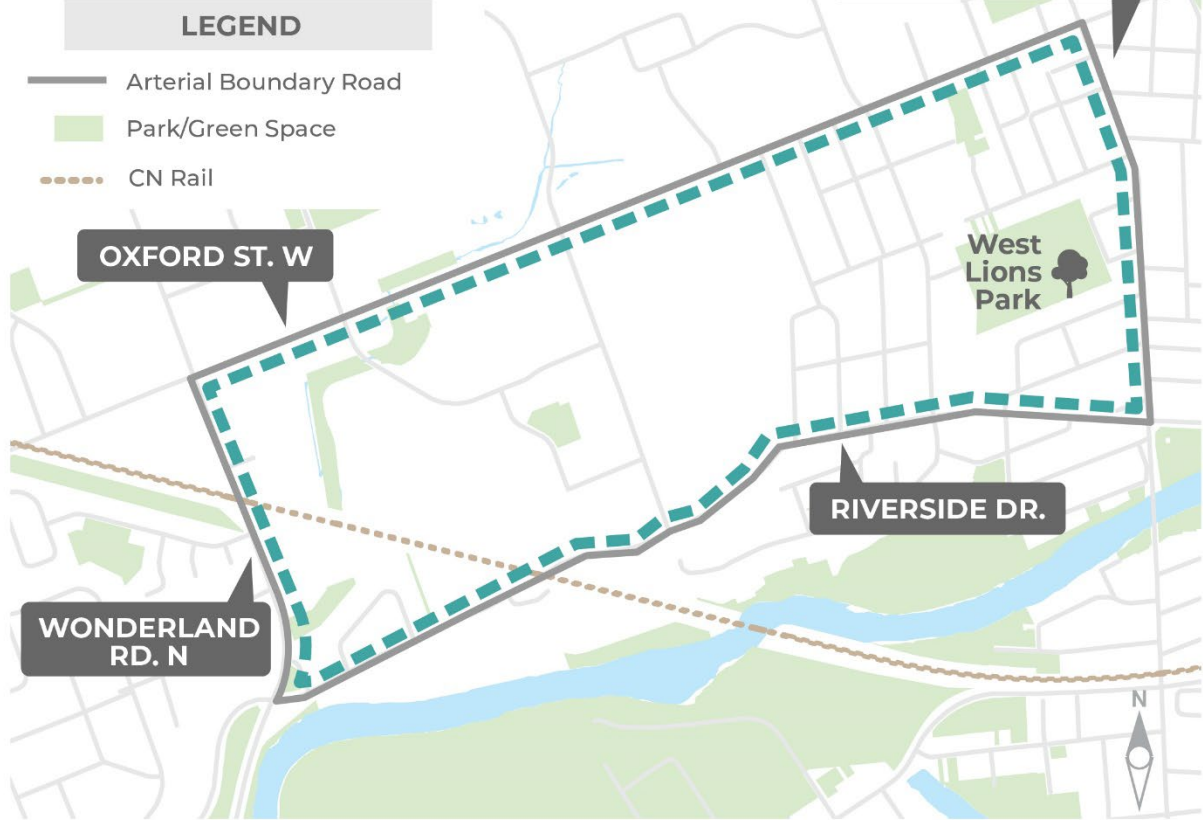 LEGEND
Arterial Boundary Road
Park/Green Space
CN Rail
OXFORD ST. W
West
Lions
Park
RIVERSIDE DR.
WONDERLAND
RD. N
N